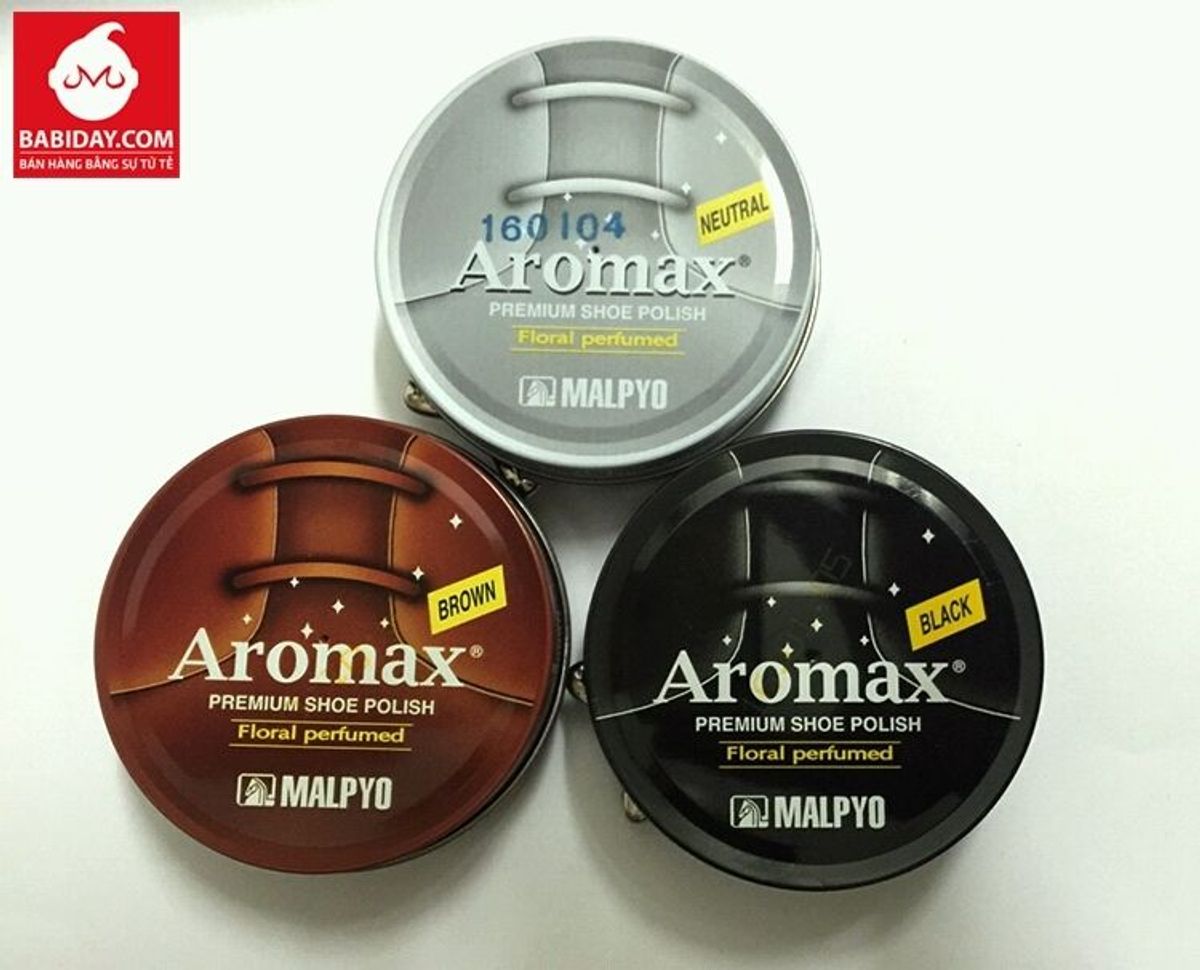 BABIDAY.COM
BÁN HÀNG BẰNG SỰ TỬ TẾ
NEUTRAL
160104
Aromax®
PREMIUM SHOE POLISH
Floral perfumed
MALPYO
BROWN
Aromax®
PREMIUM SHOE POLISH
Floral perfumed
MALPYO
BLACK
Aromax®
PREMIUM SHOE POLISH
Floral perfumed
MALPYO